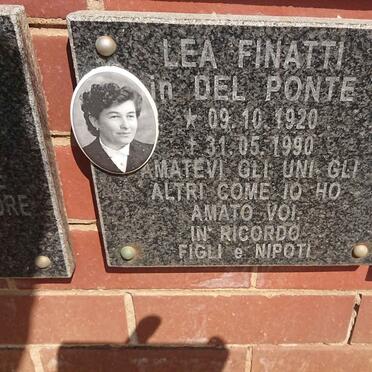 LEA FINATTI
in DEL PONTE
★ 09.10.1920
✝ 31.05.1990
AMATEVI GLI UNI GLI
ALTRI COME IO HO
AMATO VOI.
IN' RICORDO
FIGLI e NIPOTI